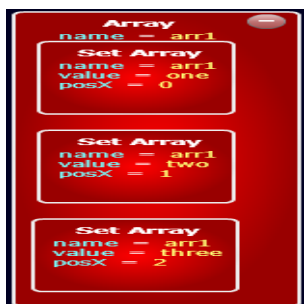 Array
name = arr1
Set Array
name = arr1
value = one
posX = 0
Set Array
name = arr1
value = two
posX = 1
Set Array
name = arr1
value = three
posX = 2